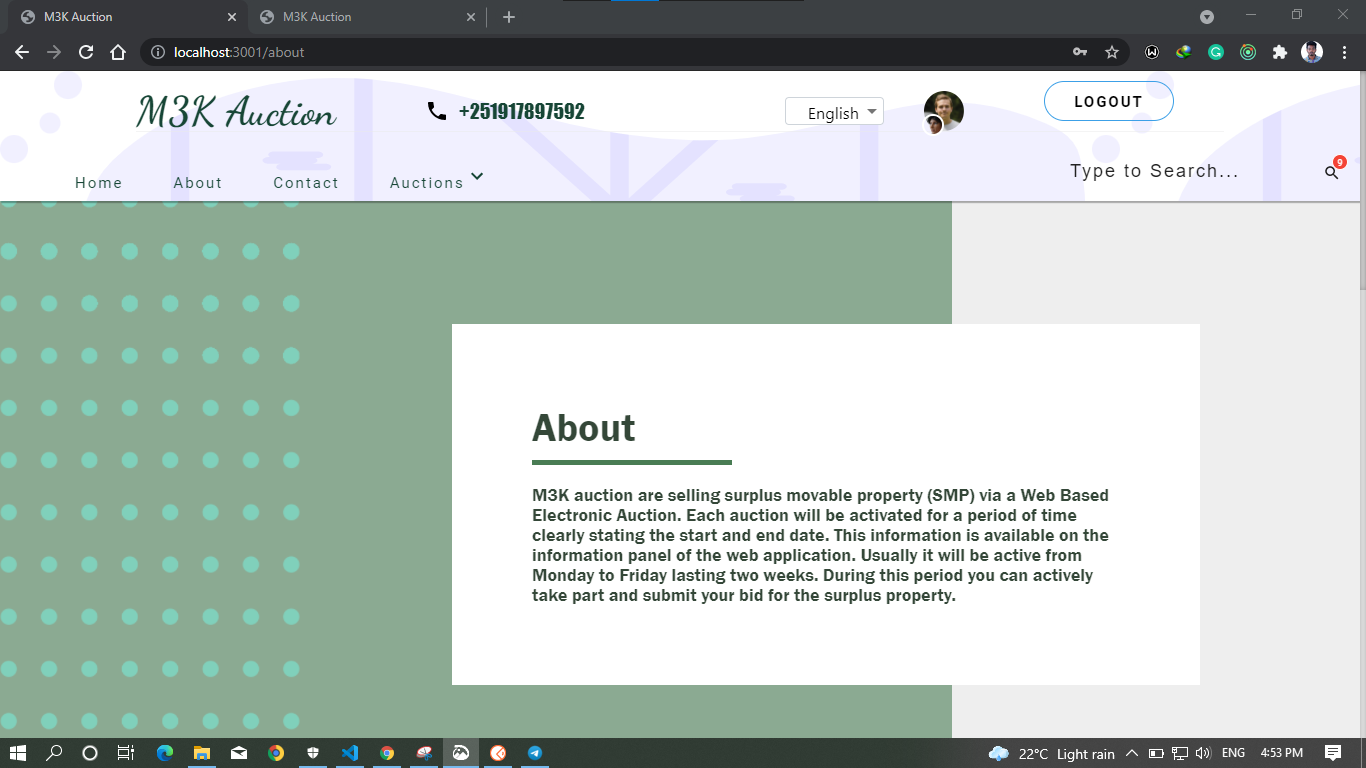 M3K Auction
M3K Auction
localhost:3001/about
M3K Auction
+251917897592
English
LOGOUT
Home
About
Contact
Auctions
Type to Search...
9
About
M3K auction are selling surplus movable property (SMP) via a Web Based
Electronic Auction. Each auction will be activated for a period of time
clearly stating the start and end date. This information is available on the
information panel of the web application. Usually it will be active from
Monday to Friday lasting two weeks. During this period you can actively
take part and submit your bid for the surplus property.
22°C Light rain
ENG
4:53 PM